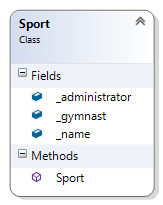 Sport
Class
Fields
_administrator
_gymnast
_name
Methods
Sport